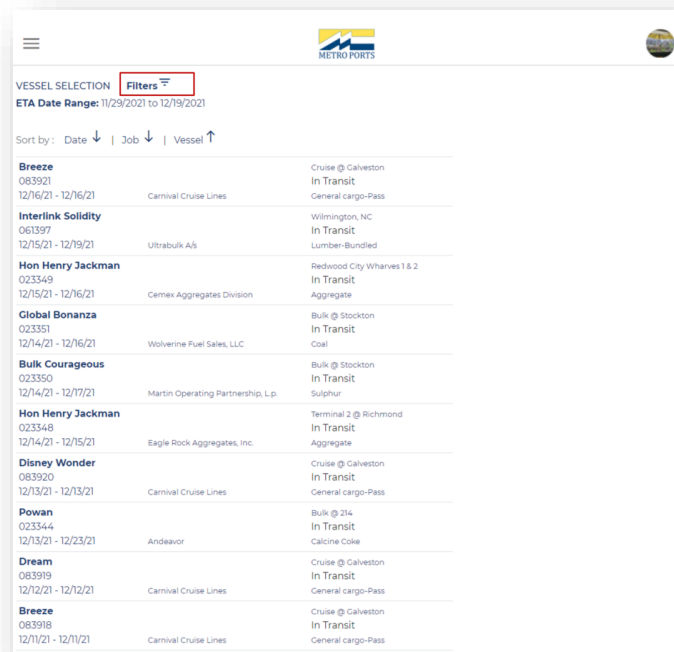 METRO PORTS
VESSEL SELECTION Filters
ETA Date Range: 11/29/2021 to 12/19/2021
Sort by : Date ↓ | Job ↓ | Vessel ↑
Breeze Cruise @ Galveston
083921 In Transit
12/16/21 - 12/16/21 Carnival Cruise Lines General cargo-Pass
Interlink Solidity Wilmington, NC
061397 In Transit
12/15/21 - 12/19/21 Ultrabulk A/s Lumber-Bundled
Hon Henry Jackman Redwood City Wharves 1 & 2
023349 In Transit
12/15/21 - 12/16/21 Cemex Aggregates Division Aggregate
Global Bonanza Bulk @ Stockton
023351 In Transit
12/14/21 - 12/16/21 Wolverine Fuel Sales, LLC Coal
Bulk Courageous Bulk @ Stockton
023350 In Transit
12/14/21 - 12/17/21 Martin Operating Partnership, L.p. Sulphur
Hon Henry Jackman Terminal 2 @ Richmond
023348 In Transit
12/14/21 - 12/15/21 Eagle Rock Aggregates, Inc. Aggregate
Disney Wonder Cruise @ Galveston
083920 In Transit
12/13/21 - 12/13/21 Carnival Cruise Lines General cargo-Pass
Powan Bulk @ 214
023344 In Transit
12/13/21 - 12/23/21 Andeavor Calcine Coke
Dream Cruise @ Galveston
083919 In Transit
12/12/21 - 12/12/21 Carnival Cruise Lines General cargo-Pass
Breeze Cruise @ Galveston
083918 In Transit
12/11/21 - 12/11/21 Carnival Cruise Lines General cargo-Pass